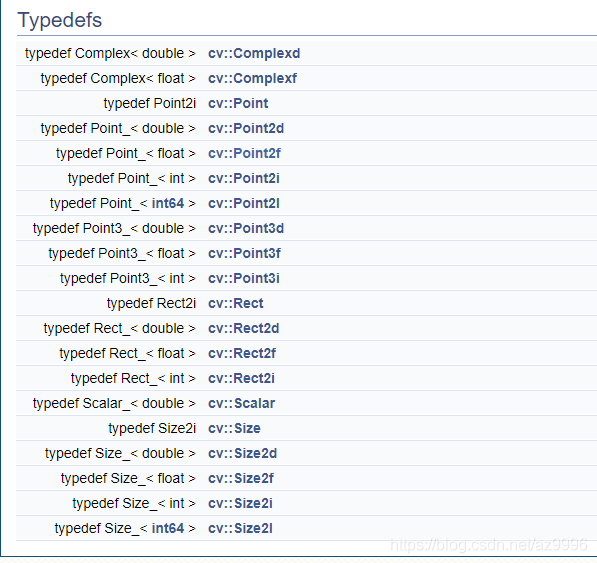 Typedefs
typedef Complex< double > cv::Complexd
typedef Complex< float > cv::Complexf
typedef Point2i cv::Point
typedef Point_< double > cv::Point2d
typedef Point_< float > cv::Point2f
typedef Point_< int > cv::Point2i
typedef Point_< int64 > cv::Point2l
typedef Point3_< double > cv::Point3d
typedef Point3_< float > cv::Point3f
typedef Point3_< int > cv::Point3i
typedef Rect2i cv::Rect
typedef Rect_< double > cv::Rect2d
typedef Rect_< float > cv::Rect2f
typedef Rect_< int > cv::Rect2i
typedef Scalar_< double > cv::Scalar
typedef Size2i cv::Size
typedef Size_< double > cv::Size2d
typedef Size_< float > cv::Size2f
typedef Size_< int > cv::Size2i
typedef Size_< int64 > cv::Size2l
https://blog.csdn.net/az9996